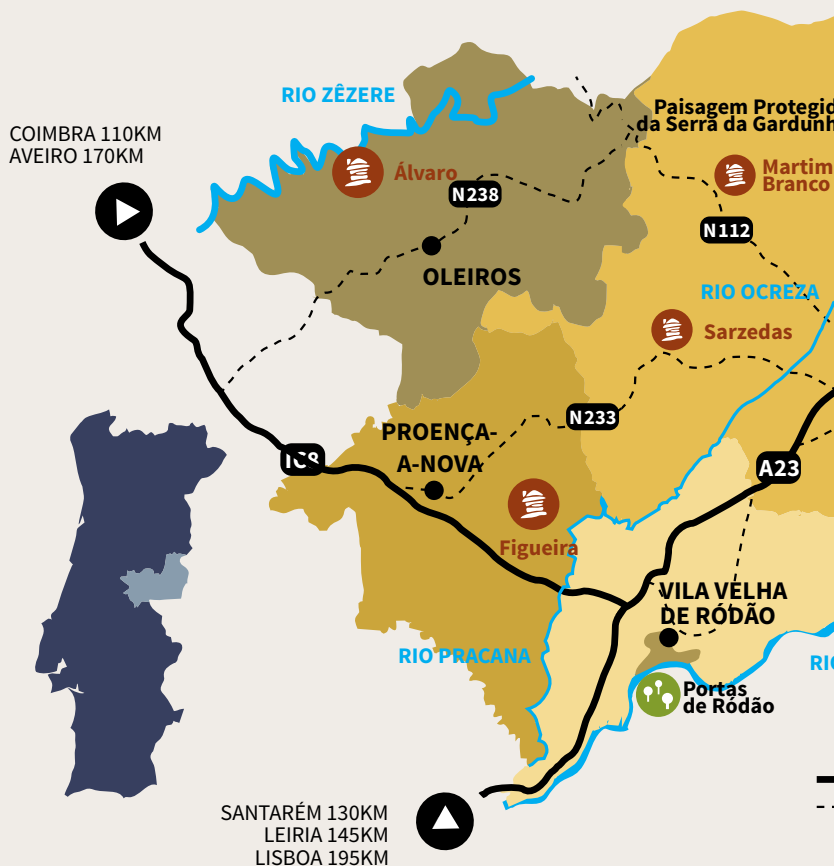 RIO ZÊZERE
COIMBRA 110KM
AVEIRO 170KM
Paisagem Protegid
da Serra da Gardunh
Álvaro
Martim
Branco
N238
N112
OLEIROS
RIO OCREZA
Sarzedas
N233
PROENÇA-
A-NOVA
IC8
A23
Figueira
VILA VELHA
DE RÓDÃO
RIO PRACANA
RIO
Portas
de Ródão
SANTARÉM 130KM
LEIRIA 145KM
LISBOA 195KM